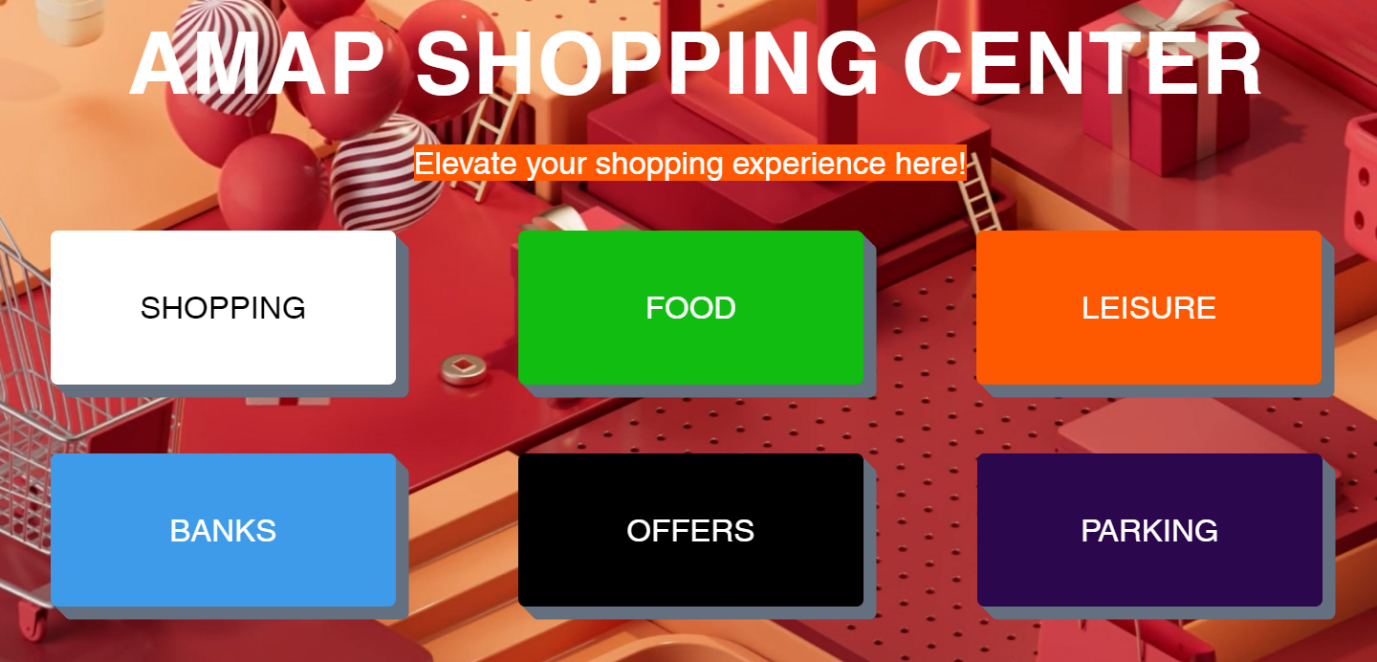 AMAP SHOPPING CENTER
Elevate your shopping experience here!
SHOPPING
FOOD
LEISURE
BANKS
OFFERS
PARKING